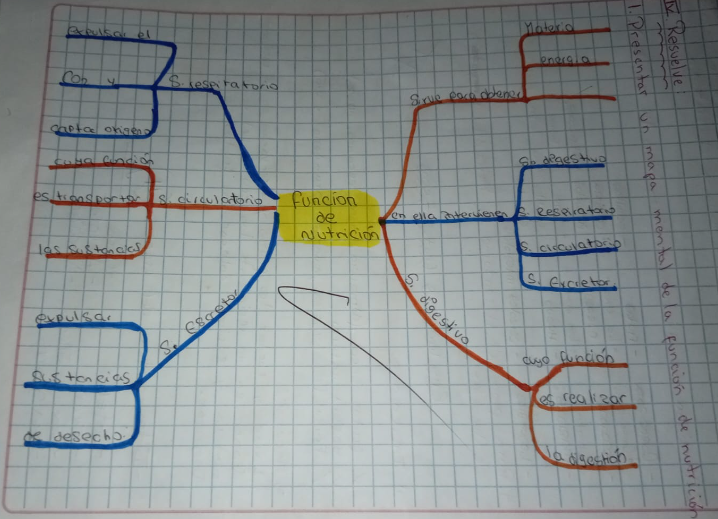 IV. Resuelve:
1. Presentar un mapa mental de la función de nutrición
función
de
nutrición
Sirve para obtener
Materia
energía
en ella intervienen
S. digestivo
S. Respiratorio
S. circulatorio
S. Excretor
S. digestivo
cuyo función
es realizar
la digestión
S. respiratorio
expulsar el
CO2 y
capta oxigeno
S. circulatorio
cuya función
es transportar
las sustancias
S. escretor
expulsar
sustancias
de desecho